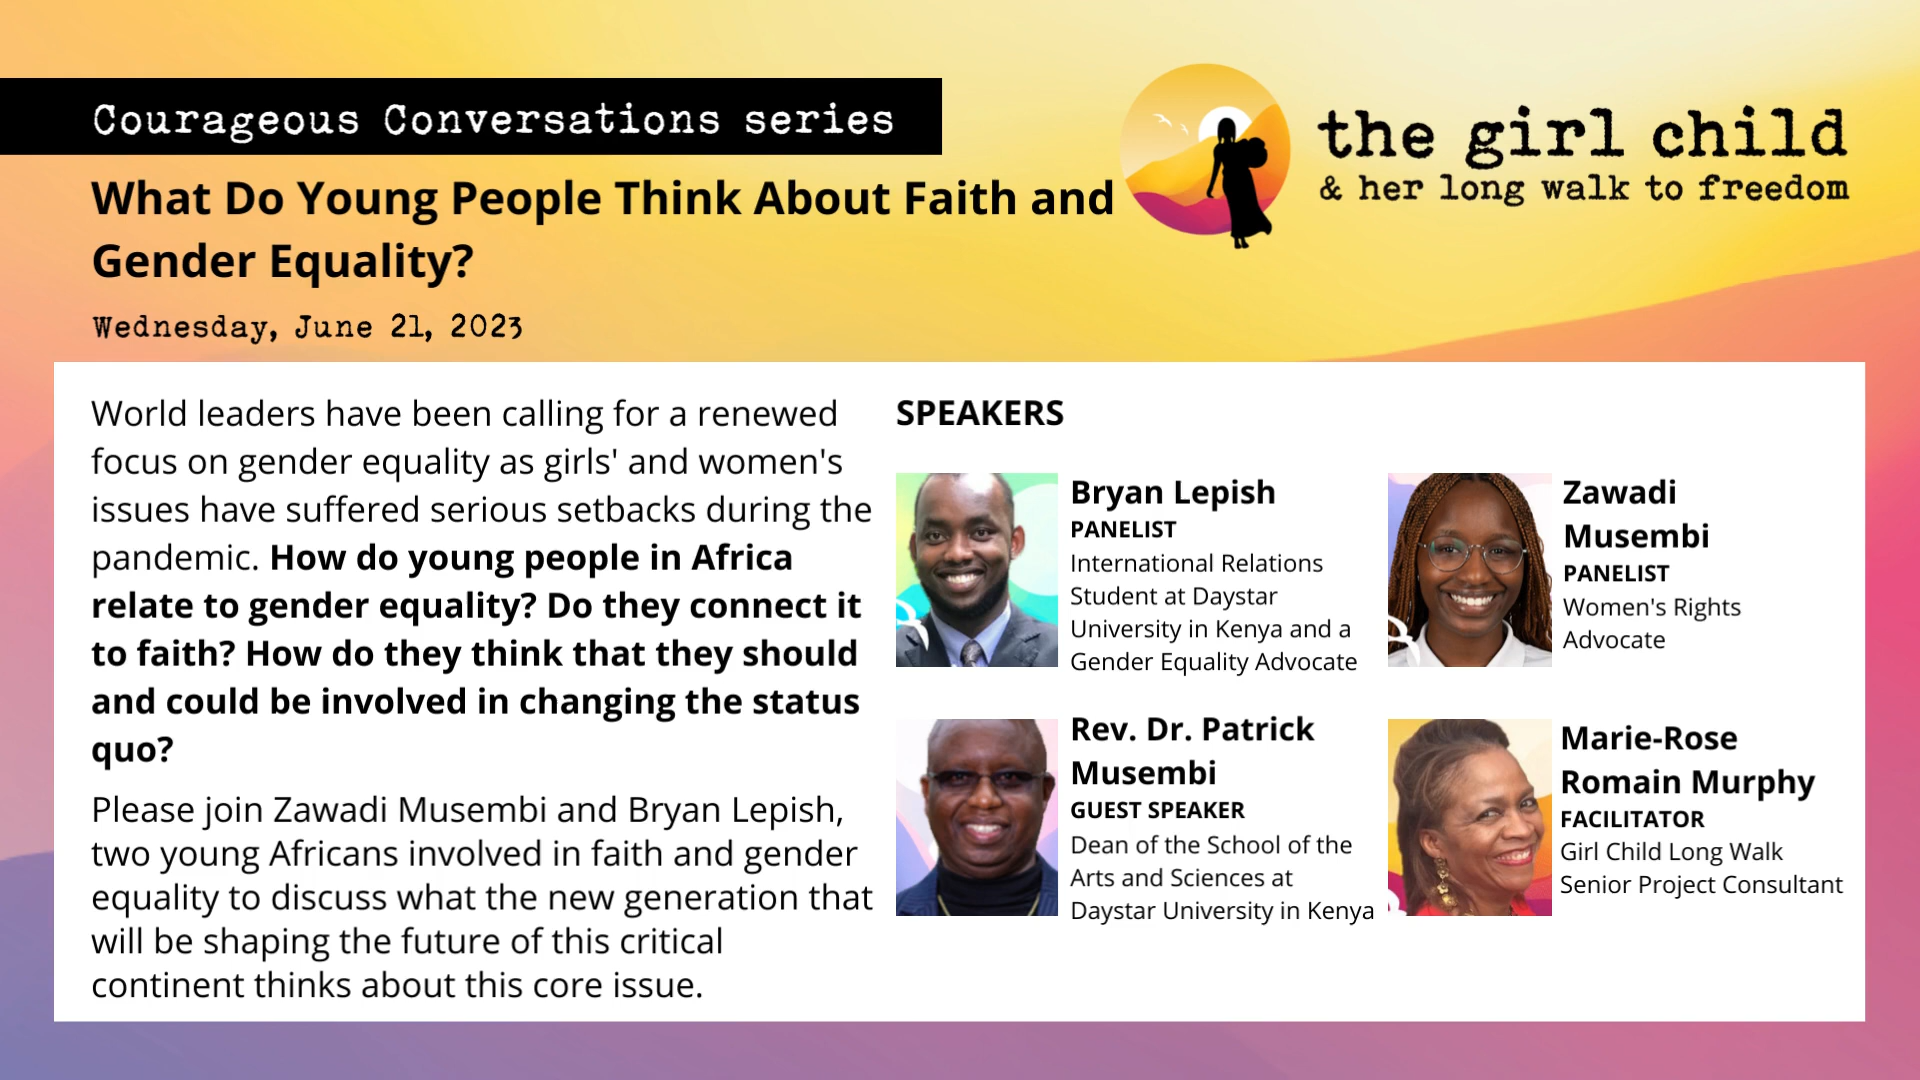 Courageous Conversations series
the girl child
& her long walk to freedom
What Do Young People Think About Faith and
Gender Equality?
Wednesday, June 21, 2023
World leaders have been calling for a renewed
focus on gender equality as girls' and women's
issues have suffered serious setbacks during the
pandemic. How do young people in Africa
relate to gender equality? Do they connect it
to faith? How do they think that they should
and could be involved in changing the status
quo?
Please join Zawadi Musembi and Bryan Lepish,
two young Africans involved in faith and gender
equality to discuss what the new generation that
will be shaping the future of this critical
continent thinks about this core issue.
SPEAKERS
Bryan Lepish
PANELIST
International Relations
Student at Daystar
University in Kenya and a
Gender Equality Advocate
Zawadi
Musembi
PANELIST
Women's Rights
Advocate
Rev. Dr. Patrick
Musembi
GUEST SPEAKER
Dean of the School of the
Arts and Sciences at
Daystar University in Kenya
Marie-Rose
Romain Murphy
FACILITATOR
Girl Child Long Walk
Senior Project Consultant